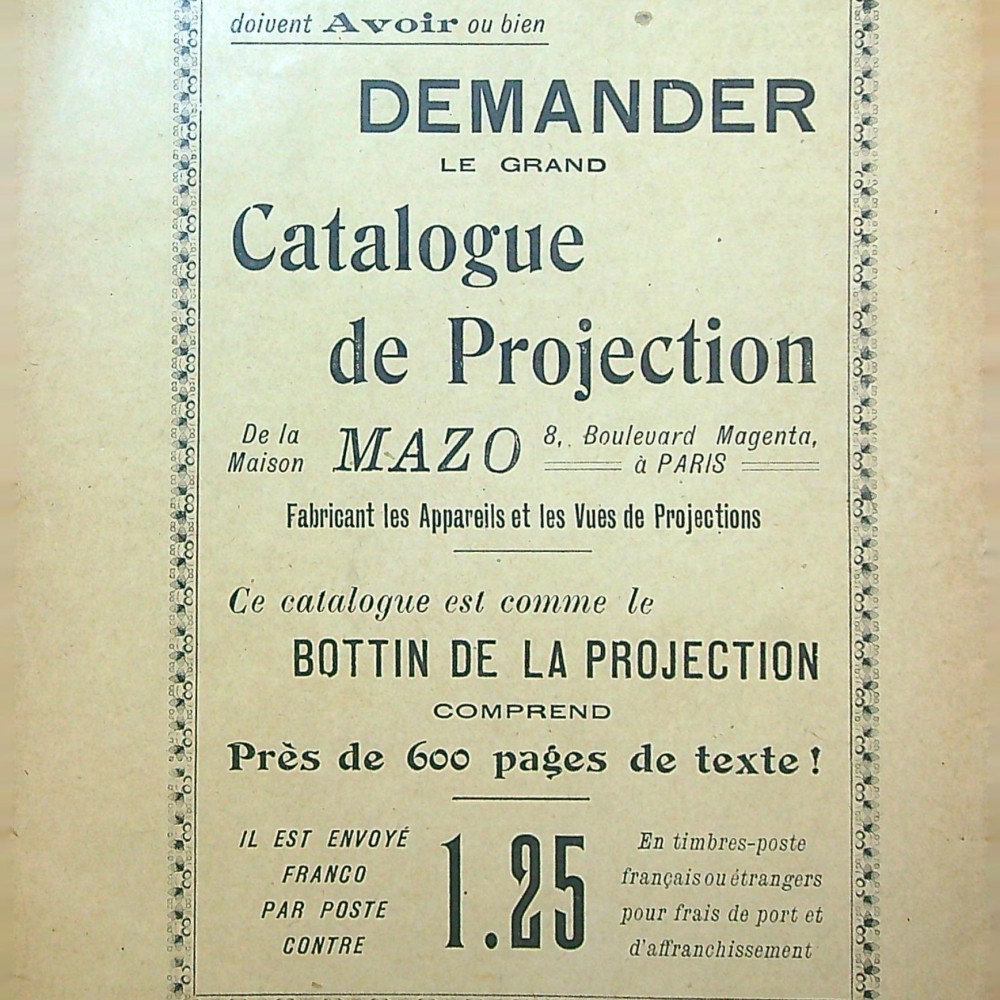 doivent Avoir ou bien
DEMANDER
LE GRAND
Catalogue
de Projection
De la
Maison
MAZO
8, Boulevard Magenta,
à PARIS
Fabricant les Appareils et les Vues de Projections
Ce catalogue est comme le
BOTTIN DE LA PROJECTION
COMPREND
Près de 600 pages de texte !
IL EST ENVOYÉ
FRANCO
PAR POSTE
CONTRE
1.25
En timbres-poste
français ou étrangers
pour frais de port et
d'affranchissement